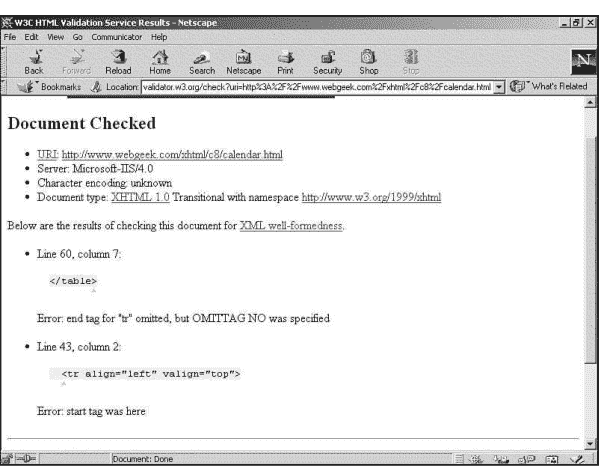 W3C HTML Validation Service Results - Netscape
File Edit View Go Communicator Help
Back Forward Reload Home Search Netscape Print Security Shop Stop
N
Bookmarks Location: validator.w3.org/check?uri=http%3A%2F%2Fwww.webgeek.com%2Fxhtml%2Fc8%2Fcalendar.html What's Related
Document Checked
• URI: http://www.webgeek.com/xhtml/c8/calendar.html
• Server: Microsoft-IIS/4.0
• Character encoding: unknown
• Document type: XHTML 1.0 Transitional with namespace http://www.w3.org/1999/xhtml
Below are the results of checking this document for XML well-formedness.
• Line 60, column 7:
</table>
^
Error: end tag for "tr" omitted, but OMITTAG NO was specified
• Line 43, column 2:
<tr align="left" valign="top">
^
Error: start tag was here
Document: Done